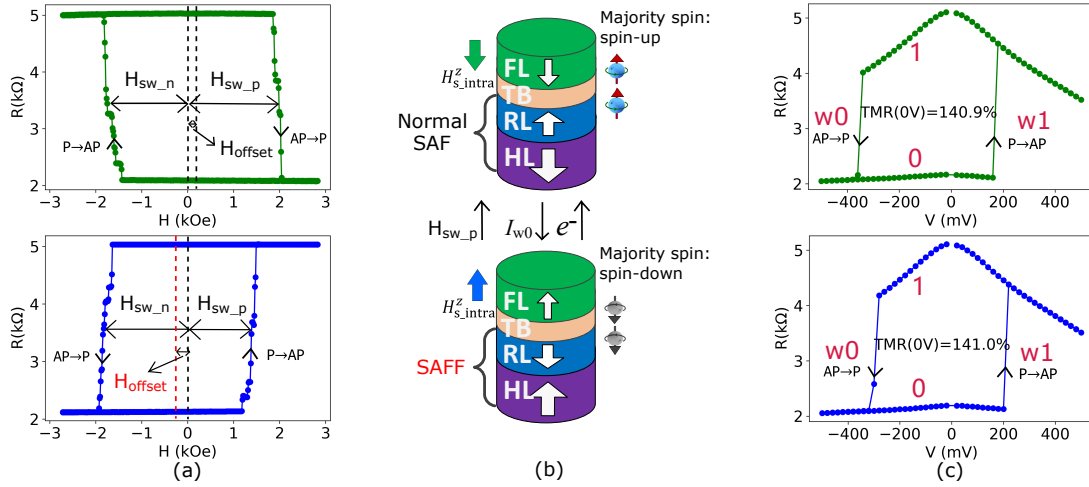 5
4
3
2
R(kΩ)
H_sw_n
H_sw_p
P→AP
AP→P
H_offset
−3
−2
−1
0
1
2
3
H (kOe)
5
4
3
2
R(kΩ)
H_sw_n
H_sw_p
AP→P
P→AP
H_offset
−3
−2
−1
0
1
2
3
H (kOe)
(a)
Majority spin:
spin-up
H^z_s_intra
FL
TB
RL
HL
Normal
SAF
H_sw_p
I_w0
e⁻
Majority spin:
spin-down
H^z_s_intra
FL
TB
RL
HL
SAFF
(b)
5
4
3
2
R(kΩ)
1
w0
AP→P
TMR(0V)=140.9%
w1
P→AP
0
−400
−200
0
200
400
V (mV)
5
4
3
2
R(kΩ)
1
w0
AP→P
TMR(0V)=141.0%
w1
P→AP
0
−400
−200
0
200
400
V (mV)
(c)